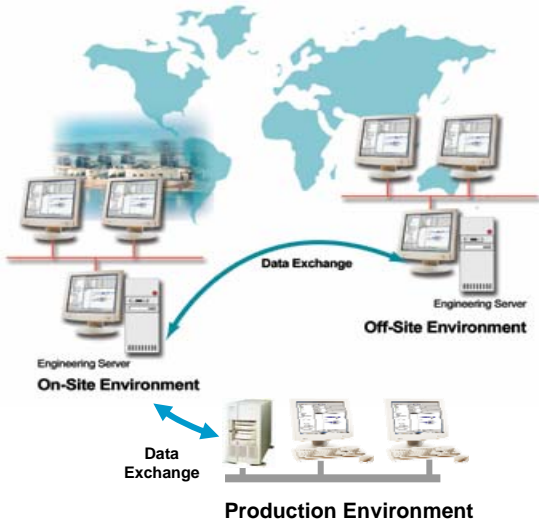 Data Exchange
Engineering Server
Off-Site Environment
Engineering Server
On-Site Environment
Data
Exchange
Production Environment